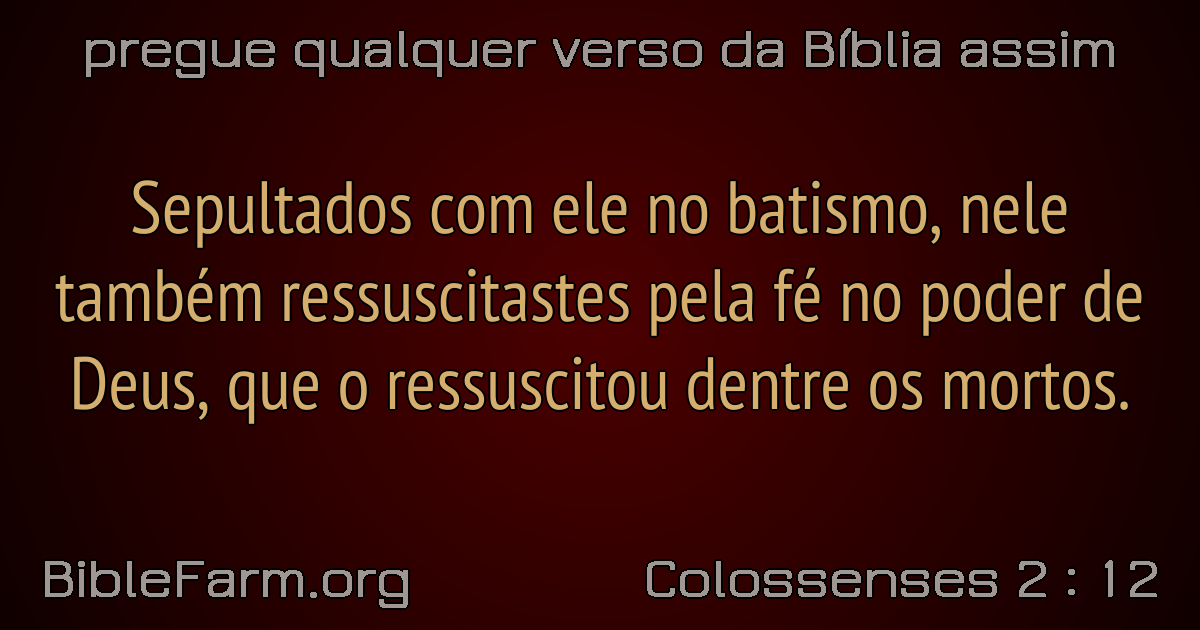 pregue qualquer verso da Bíblia assim
Sepultados com ele no batismo, nele
também ressuscitastes pela fé no poder de
Deus, que o ressuscitou dentre os mortos.
BibleFarm.org
Colossenses 2 : 12